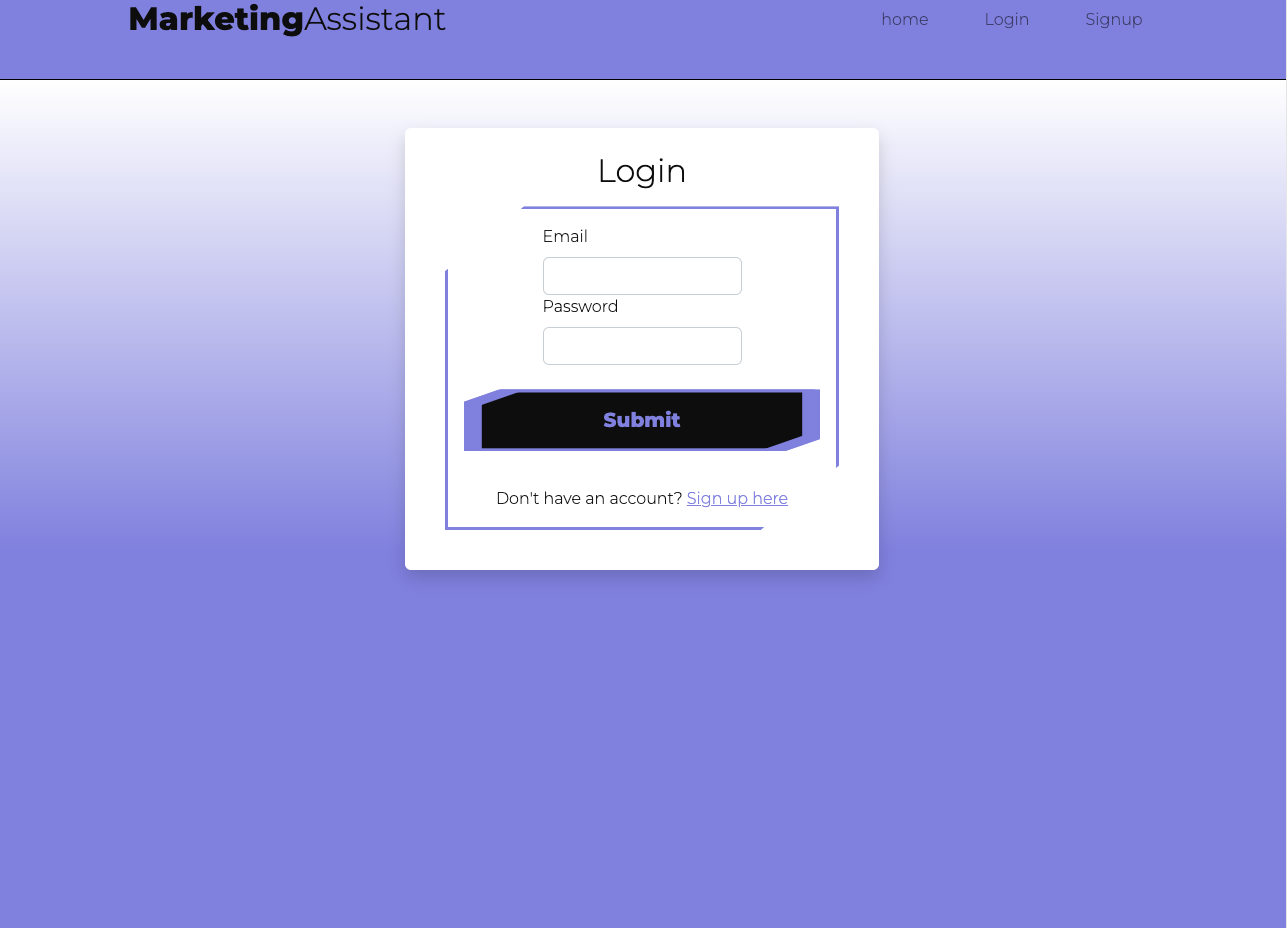 MarketingAssistant home Login Signup
Login
Email
Password
Submit
Don't have an account? Sign up here